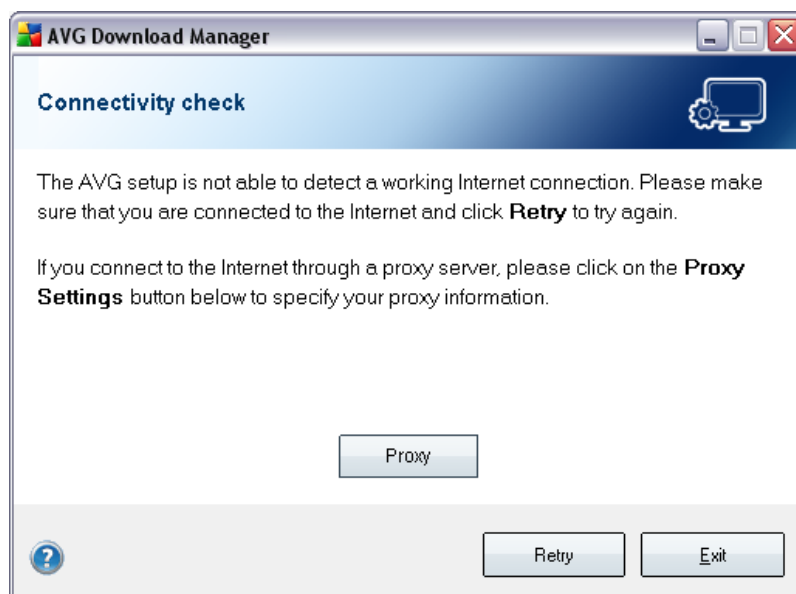 AVG Download Manager
Connectivity check
The AVG setup is not able to detect a working Internet connection. Please make
sure that you are connected to the Internet and click Retry to try again.
If you connect to the Internet through a proxy server, please click on the Proxy
Settings button below to specify your proxy information.
Proxy
?
Retry
Exit